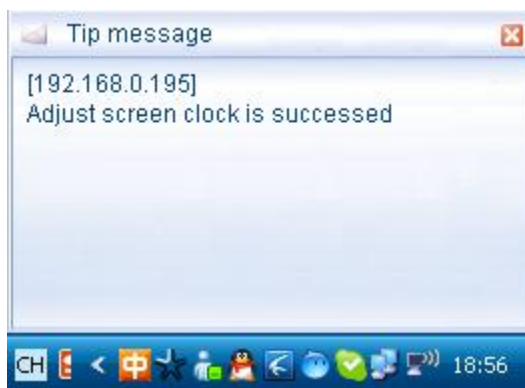 Tip message
[192.168.0.195]
Adjust screen clock is successed
CH 中 18:56